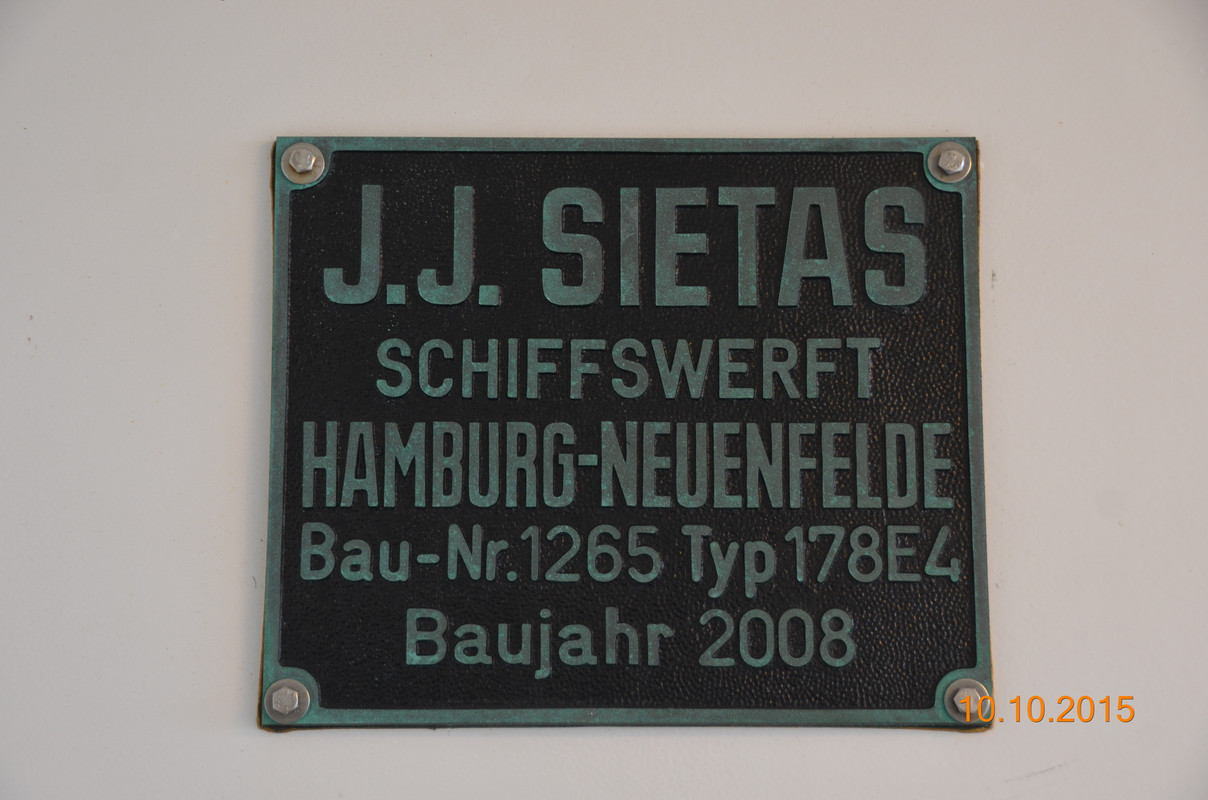 J.J. SIETAS
SCHIFFSWERFT
HAMBURG-NEUENFELDE
Bau-Nr.1265 Typ 178E4
Baujahr 2008
10.10.2015